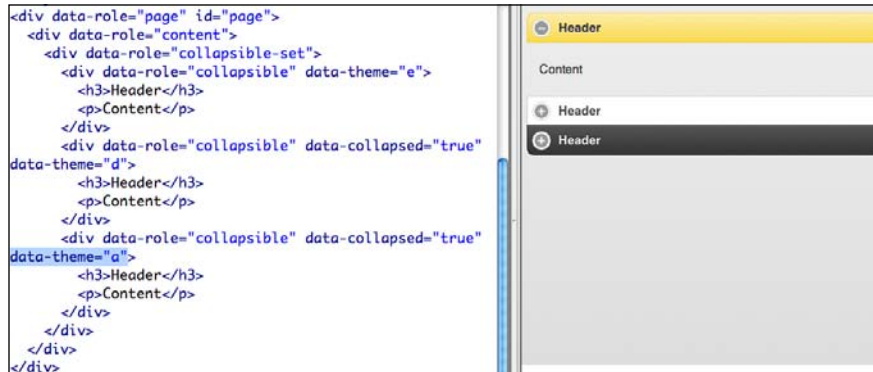 <div data-role="page" id="page">
<div data-role="content">
<div data-role="collapsible-set">
<div data-role="collapsible" data-theme="e">
<h3>Header</h3>
<p>Content</p>
</div>
<div data-role="collapsible" data-collapsed="true"
data-theme="d">
<h3>Header</h3>
<p>Content</p>
</div>
<div data-role="collapsible" data-collapsed="true"
data-theme="a">
<h3>Header</h3>
<p>Content</p>
</div>
</div>
</div>
</div>
Header
Content
Header
Header